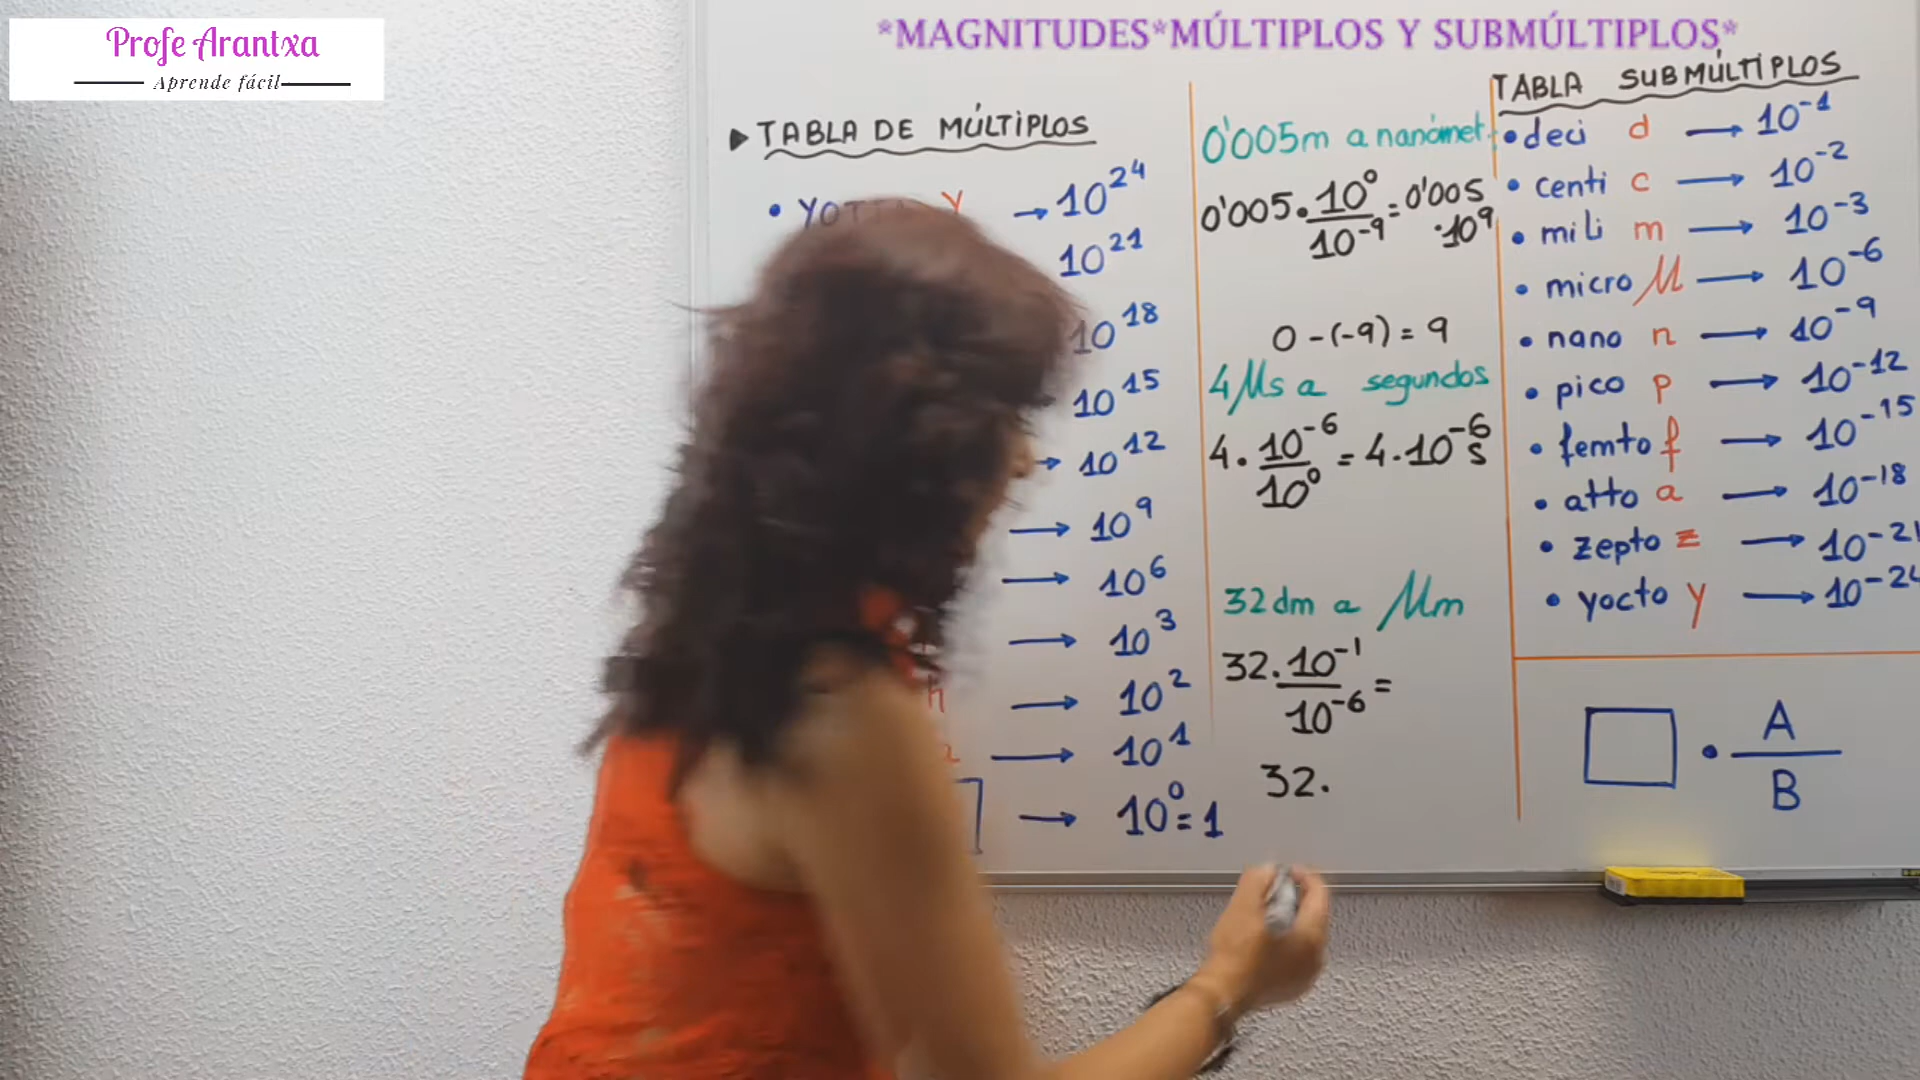 Profe Arantxa
Aprende fácil
*MAGNITUDES*MÚLTIPLOS Y SUBMÚLTIPLOS*
TABLA DE MÚLTIPLOS
• YOTTA Y → 10²⁴
10²¹
10¹⁸
10¹⁵
→ 10¹²
→ 10⁹
→ 10⁶
→ 10³
h → 10²
→ 10¹
→ 10⁰ = 1
0'005m a nanómet.
0'005 · 10⁰ / 10⁻⁹ = 0'005 · 10⁹
0 - (-9) = 9
4 μs a segundos
4 · 10⁻⁶ / 10⁰ = 4 · 10⁻⁶ s
32 dm a μm
32 · 10⁻¹ / 10⁻⁶ =
32 ·
TABLA SUBMÚLTIPLOS
• deci d → 10⁻¹
• centi c → 10⁻²
• mili m → 10⁻³
• micro μ → 10⁻⁶
• nano n → 10⁻⁹
• pico p → 10⁻¹²
• femto f → 10⁻¹⁵
• atto a → 10⁻¹⁸
• zepto z → 10⁻²¹
• yocto y → 10⁻²⁴
□ · A / B